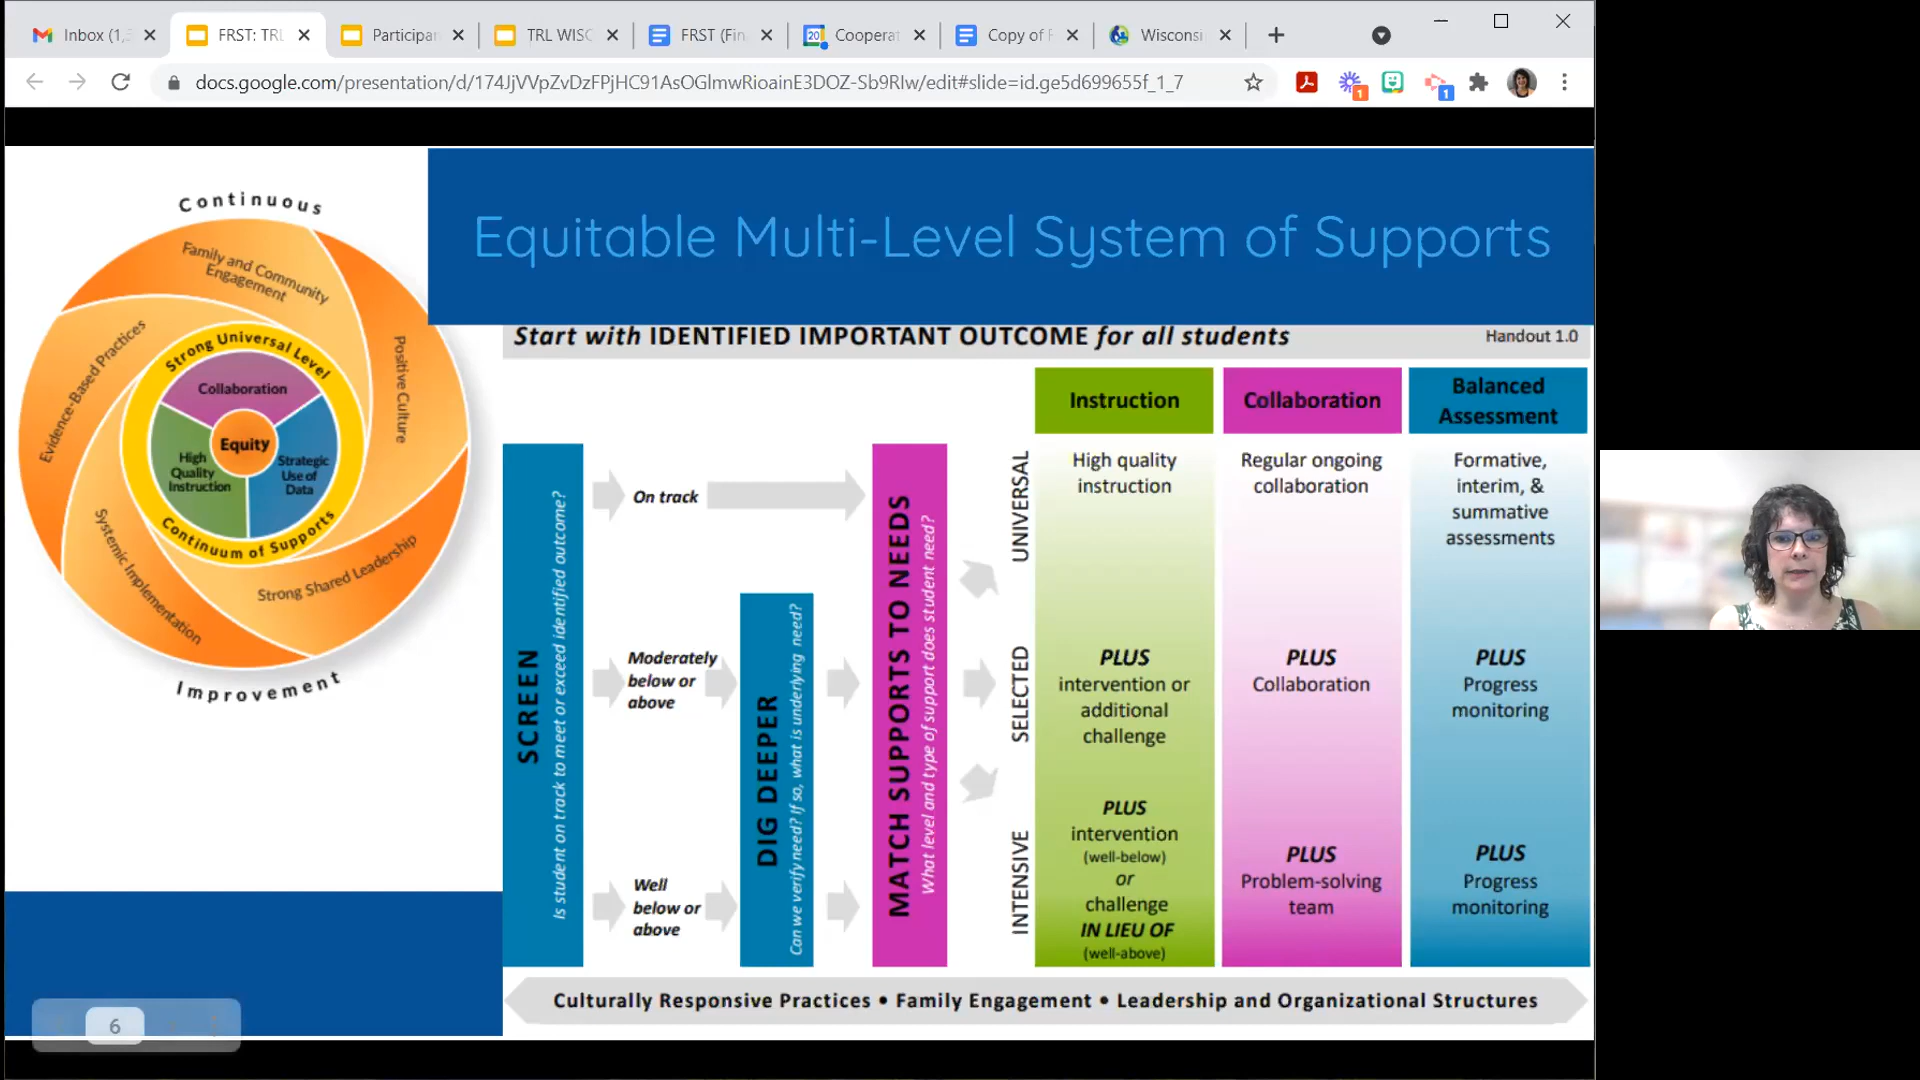 Inbox (1,
FRST: TRL
Participan
TRL WISC
FRST (Fin
20
Cooperat
Copy of F
Wisconsi
docs.google.com/presentation/d/174JjVVpZvDzFPjHC91AsOGlmwRioainE3DOZ-Sb9RIw/edit#slide=id.ge5d699655f_1_7
1
1
Equitable Multi-Level System of Supports
Continuous
Family and Community
Engagement
Positive Culture
Evidence-Based Practices
Strong Universal Level
Collaboration
Equity
High
Quality
Instruction
Strategic
Use of
Data
Continuum of Supports
Systemic Implementation
Strong Shared Leadership
Improvement
Start with IDENTIFIED IMPORTANT OUTCOME for all students
Handout 1.0
SCREEN
Is student on track to meet or exceed identified outcome?
On track
Moderately
below or
above
Well
below or
above
DIG DEEPER
Can we verify need? If so, what is underlying need?
MATCH SUPPORTS TO NEEDS
What level and type of support does student need?
UNIVERSAL
SELECTED
INTENSIVE
Instruction
High quality
instruction
PLUS
intervention or
additional
challenge
PLUS
intervention
(well-below)
or
challenge
IN LIEU OF
(well-above)
Collaboration
Regular ongoing
collaboration
PLUS
Collaboration
PLUS
Problem-solving
team
Balanced
Assessment
Formative,
interim, &
summative
assessments
PLUS
Progress
monitoring
PLUS
Progress
monitoring
Culturally Responsive Practices • Family Engagement • Leadership and Organizational Structures
6